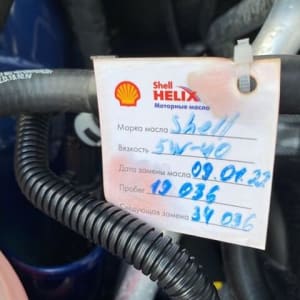 Shell
HELIX
Моторные масла
Марка масла Shell
Вязкость 5W-40
Дата замены масла 09.01.22
Пробег 19 036
Следующая замена 34 036